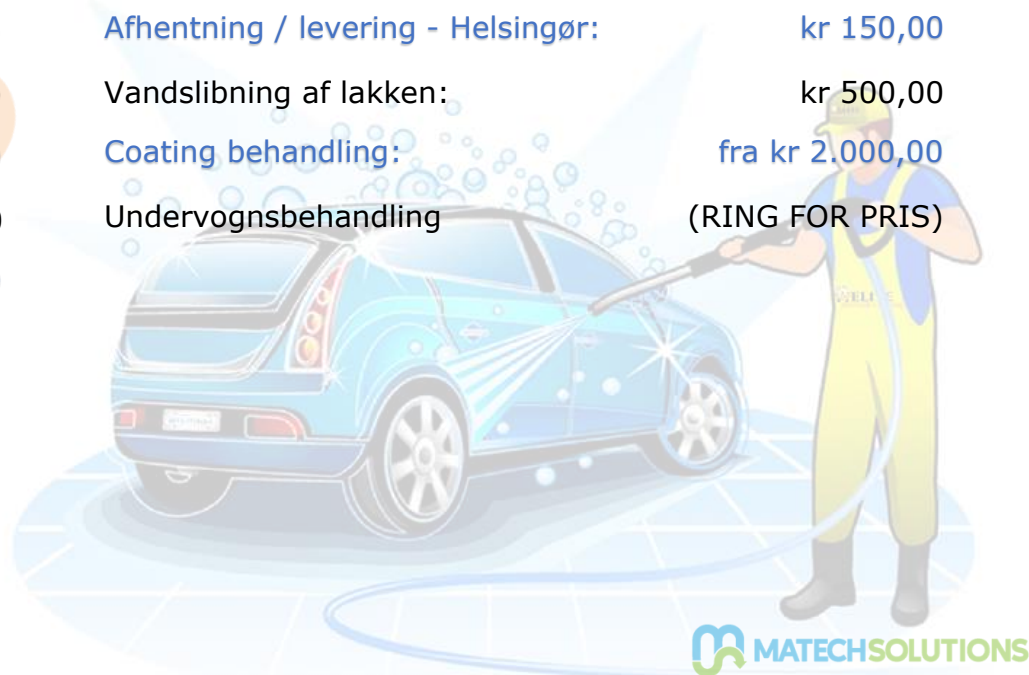 Afhentning / levering - Helsingør: kr 150,00
Vandslibning af lakken: kr 500,00
Coating behandling: fra kr 2.000,00
Undervognsbehandling (RING FOR PRIS)
MATECHSOLUTIONS